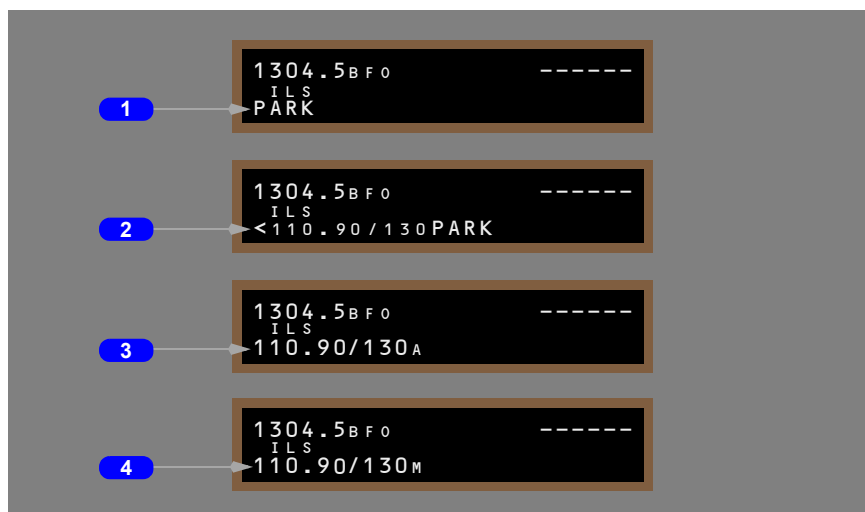 1304.5BFO ------
ILS
1 PARK
1304.5BFO ------
ILS
2 <110.90/130PARK
1304.5BFO ------
ILS
3 110.90/130A
1304.5BFO ------
ILS
4 110.90/130M